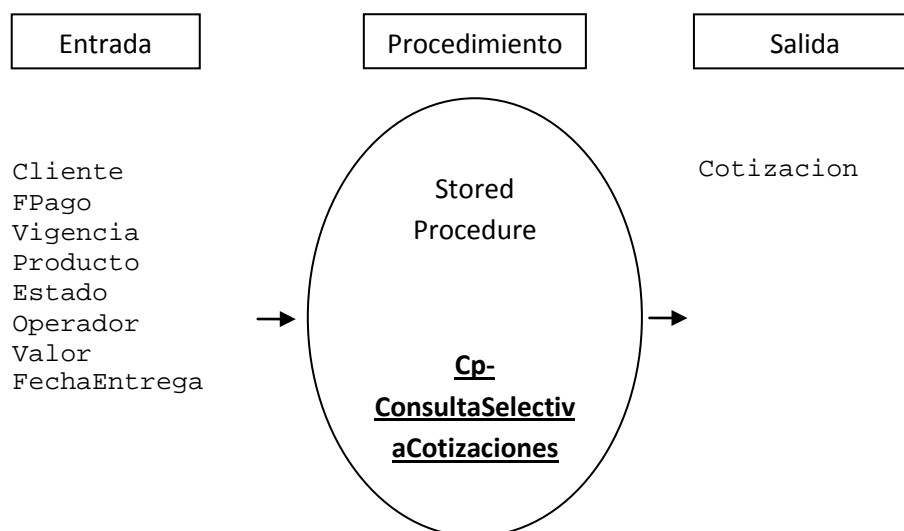 Entrada
Procedimiento
Salida
Cliente
FPago
Vigencia
Producto
Estado
Operador
Valor
FechaEntrega
Stored
Procedure
Cp-
ConsultaSelectiv
aCotizaciones
Cotizacion